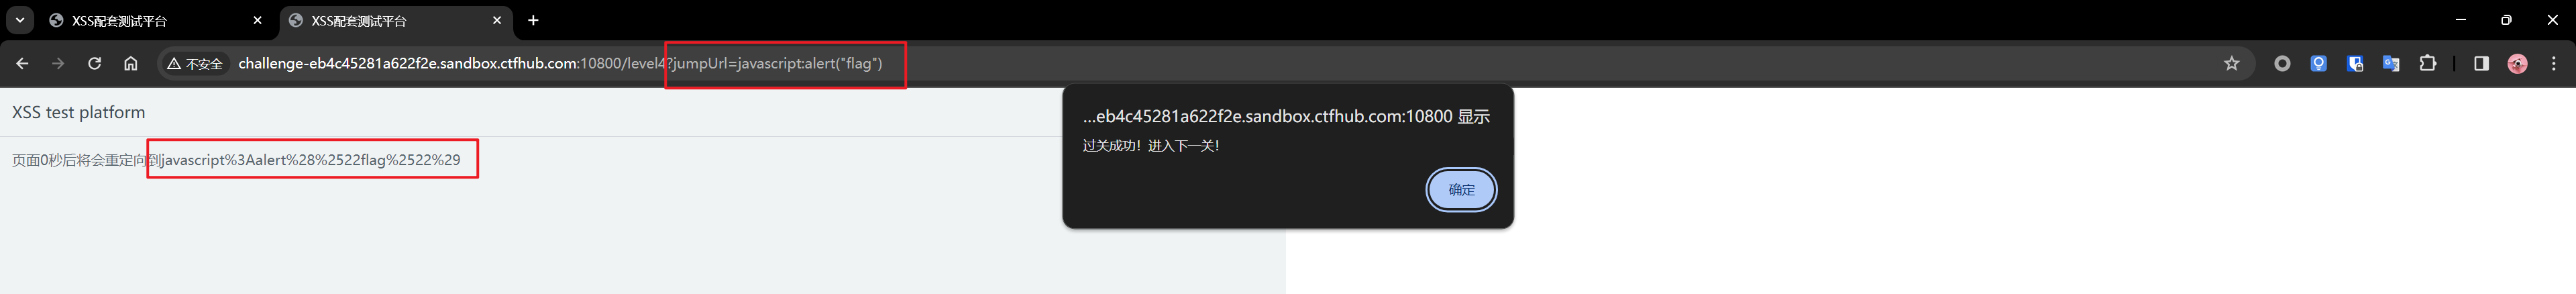 XSS配套测试平台
XSS配套测试平台
不安全 challenge-eb4c45281a622f2e.sandbox.ctfhub.com:10800/level4?jumpUrl=javascript:alert("flag")
XSS test platform
页面0秒后将会重定向到javascript%3Aalert%28%2522flag%2522%29
...eb4c45281a622f2e.sandbox.ctfhub.com:10800 显示
过关成功！进入下一关！
确定